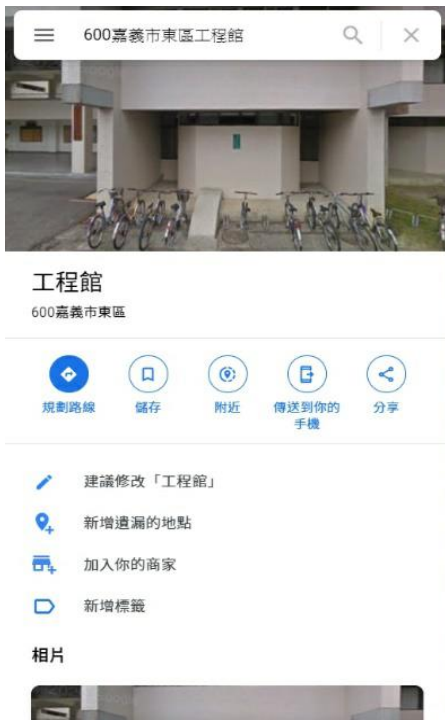 600嘉義市東區工程館
工程館
600嘉義市東區
規劃路線
儲存
附近
傳送到你的
手機
分享
建議修改「工程館」
新增遺漏的地點
加入你的商家
新增標籤
相片